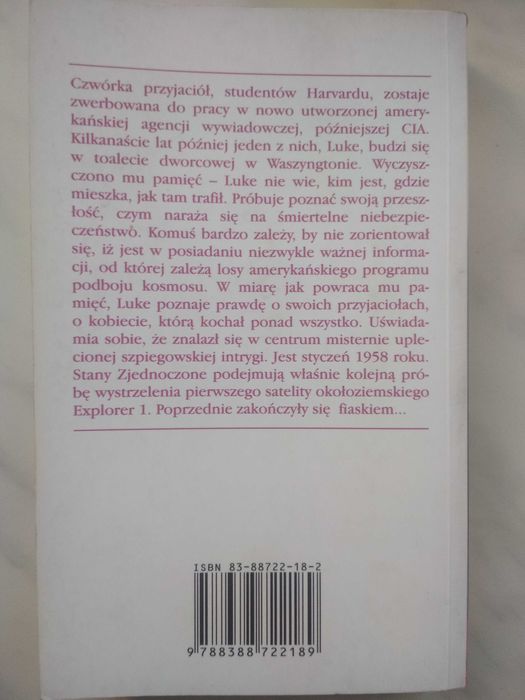 Czwórka przyjaciół, studentów Harvardu, zostaje
zwerbowana do pracy w nowo utworzonej amery-
kańskiej agencji wywiadowczej, późniejszej CIA.
Kilkanaście lat później jeden z nich, Luke, budzi się
w toalecie dworcowej w Waszyngtonie. Wyczysz-
czono mu pamięć – Luke nie wie, kim jest, gdzie
mieszka, jak tam trafił. Próbuje poznać swoją przesz-
łość, czym naraża się na śmiertelne niebezpie-
czeństwo. Komuś bardzo zależy, by nie zorientował
się, iż jest w posiadaniu niezwykle ważnej informa-
cji, od której zależą losy amerykańskiego programu
podboju kosmosu. W miarę jak powraca mu pa-
mięć, Luke poznaje prawdę o swoich przyjaciołach,
o kobiecie, którą kochał ponad wszystko. Uświada-
mia sobie, że znalazł się w centrum misternie uple-
cionej szpiegowskiej intrygi. Jest styczeń 1958 roku.
Stany Zjednoczone podejmują właśnie kolejną pró-
bę wystrzelenia pierwszego satelity okołoziemskiego
Explorer 1. Poprzednie zakończyły się fiaskiem...
ISBN 83-88722-18-2
9 788388 722189